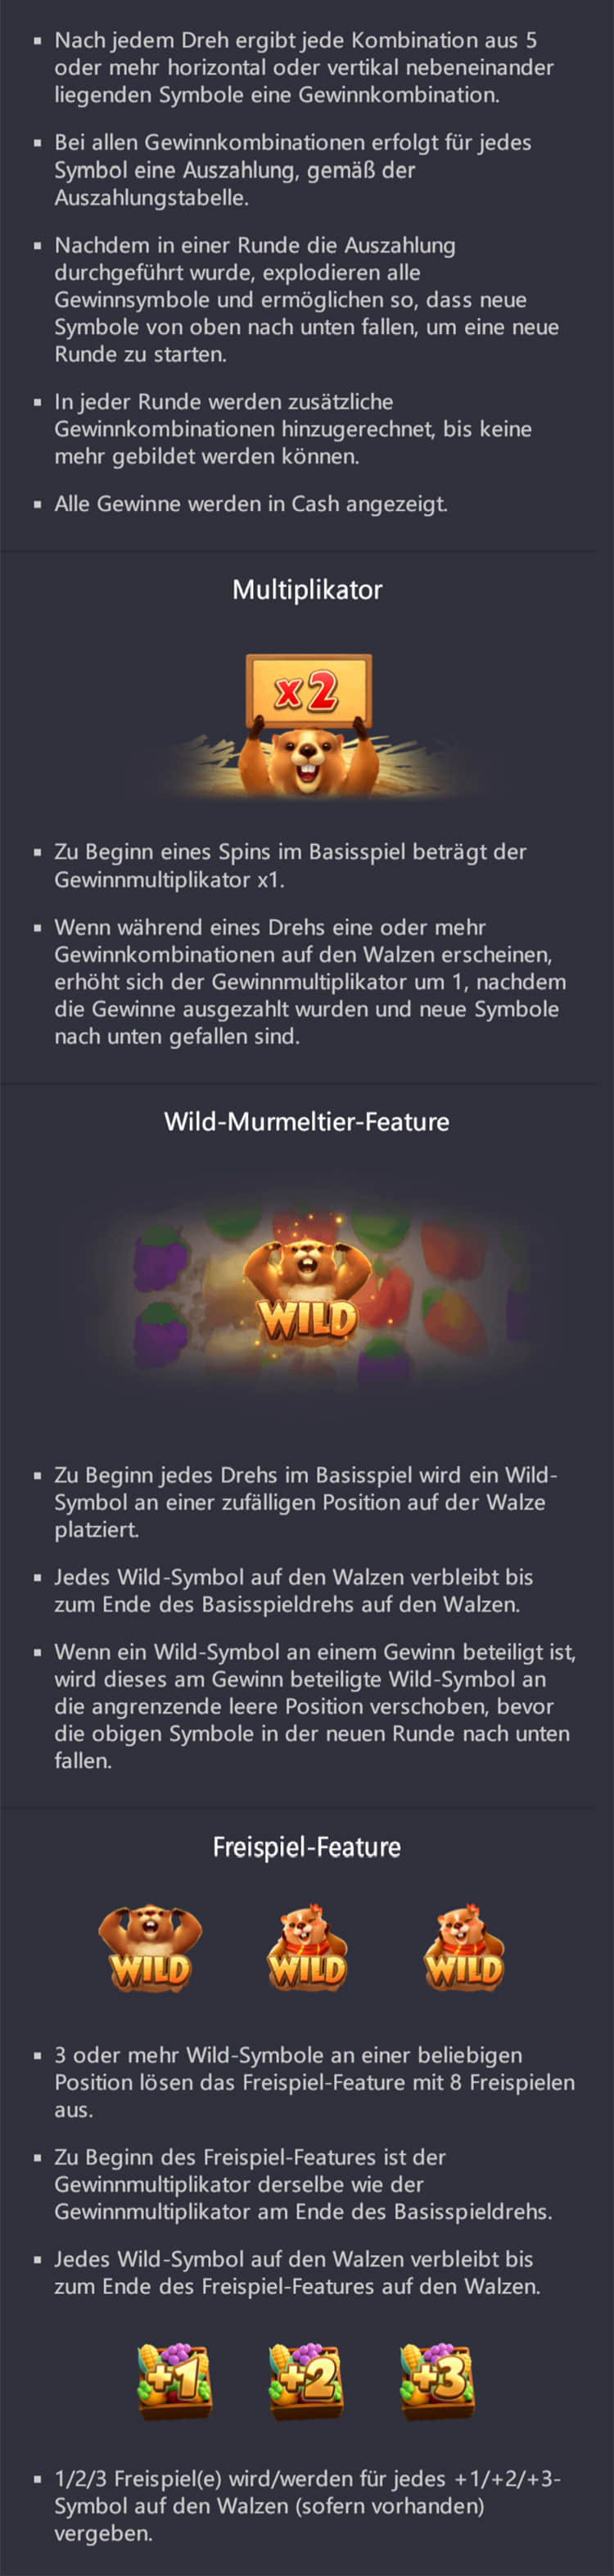 ▪ Nach jedem Dreh ergibt jede Kombination aus 5
oder mehr horizontal oder vertikal nebeneinander
liegenden Symbole eine Gewinnkombination.
▪ Bei allen Gewinnkombinationen erfolgt für jedes
Symbol eine Auszahlung, gemäß der
Auszahlungstabelle.
▪ Nachdem in einer Runde die Auszahlung
durchgeführt wurde, explodieren alle
Gewinnsymbole und ermöglichen so, dass neue
Symbole von oben nach unten fallen, um eine neue
Runde zu starten.
▪ In jeder Runde werden zusätzliche
Gewinnkombinationen hinzugerechnet, bis keine
mehr gebildet werden können.
▪ Alle Gewinne werden in Cash angezeigt.
Multiplikator
x2
▪ Zu Beginn eines Spins im Basisspiel beträgt der
Gewinnmultiplikator x1.
▪ Wenn während eines Drehs eine oder mehr
Gewinnkombinationen auf den Walzen erscheinen,
erhöht sich der Gewinnmultiplikator um 1, nachdem
die Gewinne ausgezahlt wurden und neue Symbole
nach unten gefallen sind.
Wild-Murmeltier-Feature
WILD
▪ Zu Beginn jedes Drehs im Basisspiel wird ein Wild-
Symbol an einer zufälligen Position auf der Walze
platziert.
▪ Jedes Wild-Symbol auf den Walzen verbleibt bis
zum Ende des Basisspieldrehs auf den Walzen.
▪ Wenn ein Wild-Symbol an einem Gewinn beteiligt ist,
wird dieses am Gewinn beteiligte Wild-Symbol an
die angrenzende leere Position verschoben, bevor
die obigen Symbole in der neuen Runde nach unten
fallen.
Freispiel-Feature
WILD WILD WILD
▪ 3 oder mehr Wild-Symbole an einer beliebigen
Position lösen das Freispiel-Feature mit 8 Freispielen
aus.
▪ Zu Beginn des Freispiel-Features ist der
Gewinnmultiplikator derselbe wie der
Gewinnmultiplikator am Ende des Basisspieldrehs.
▪ Jedes Wild-Symbol auf den Walzen verbleibt bis
zum Ende des Freispiel-Features auf den Walzen.
+1 +2 +3
▪ 1/2/3 Freispiel(e) wird/werden für jedes +1/+2/+3-
Symbol auf den Walzen (sofern vorhanden)
vergeben.